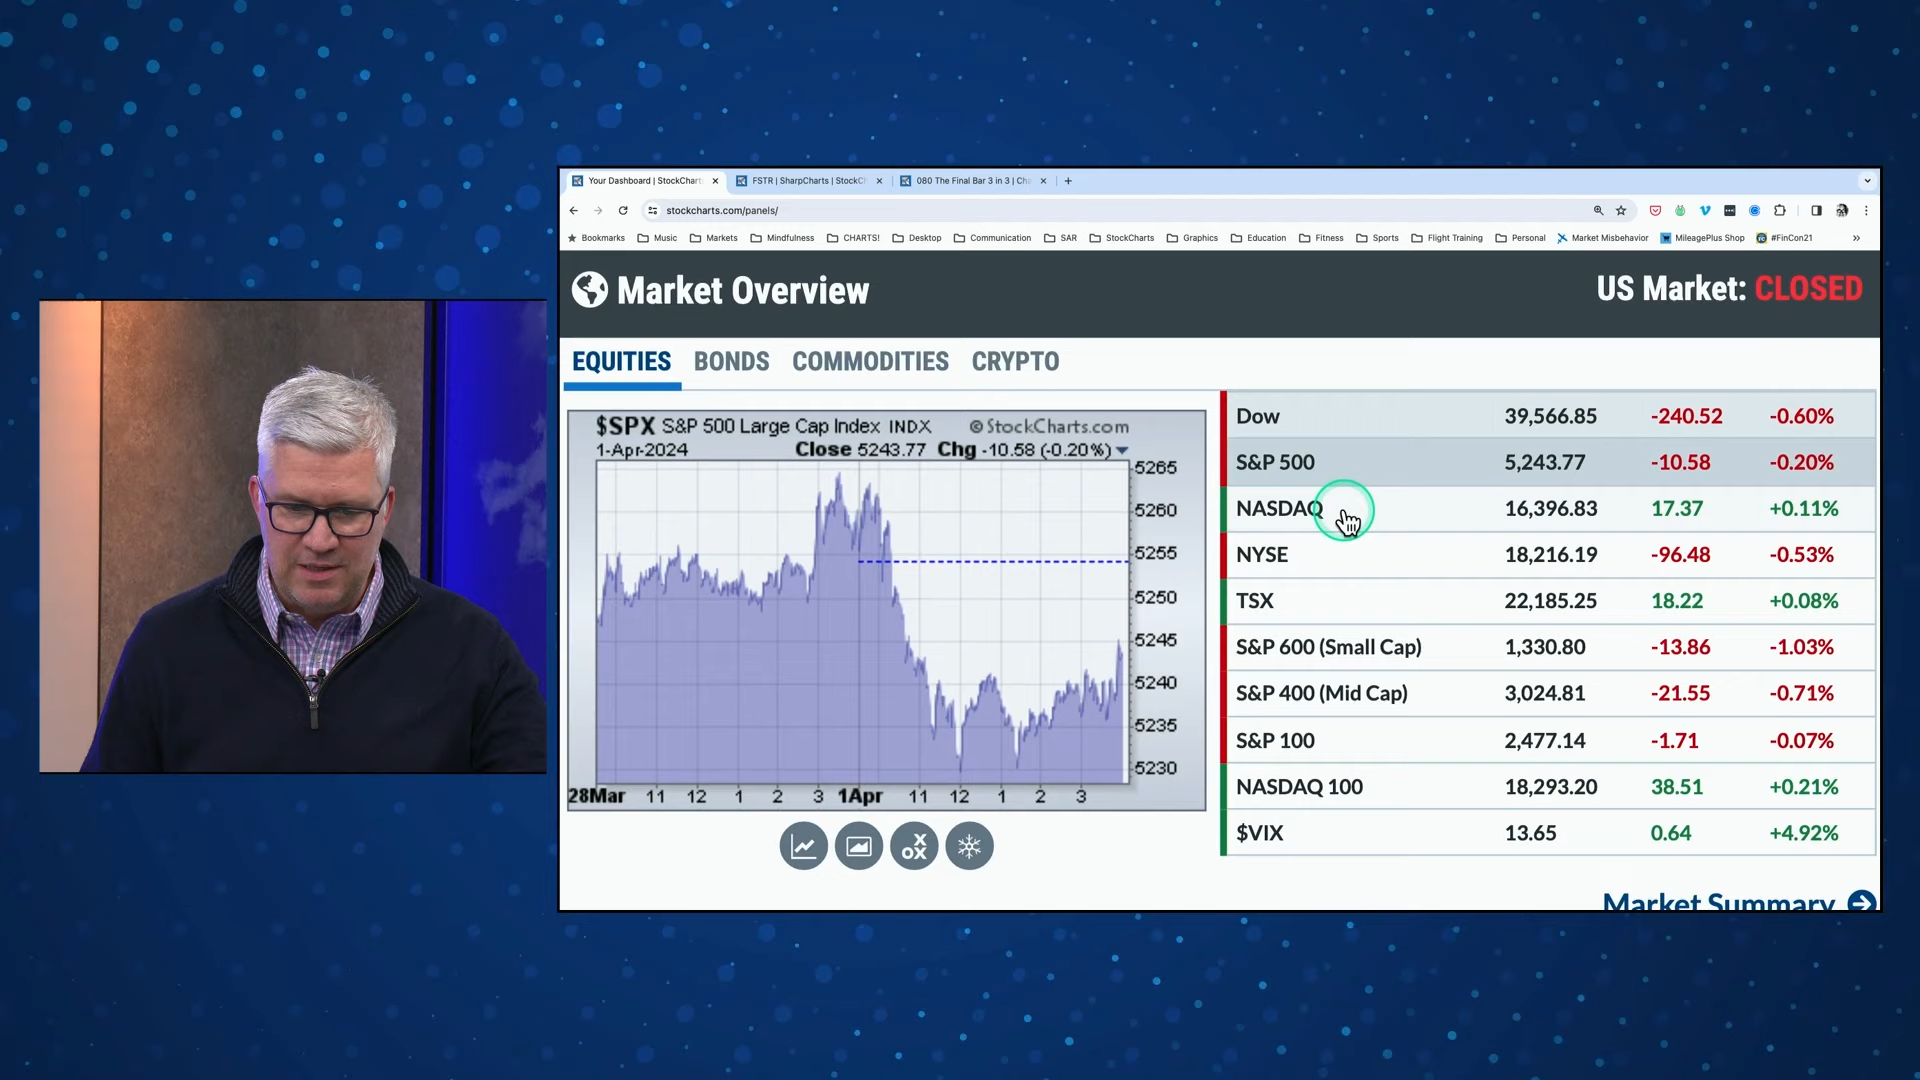 Your Dashboard | StockChart
FSTR | SharpCharts | StockC
080 The Final Bar 3 in 3 | Cha
stockcharts.com/panels/
Bookmarks Music Markets Mindfulness CHARTS! Desktop Communication SAR StockCharts Graphics Education Fitness Sports Flight Training Personal Market Misbehavior MileagePlus Shop #FinCon21 »
Market Overview
US Market: CLOSED
EQUITIES BONDS COMMODITIES CRYPTO
$SPX S&P 500 Large Cap Index INDX © StockCharts.com
1-Apr-2024 Close 5243.77 Chg -10.58 (-0.20%)
5265
5260
5255
5250
5245
5240
5235
5230
28Mar 11 12 1 2 3 1Apr 11 12 1 2 3
OX X
Dow 39,566.85 -240.52 -0.60%
S&P 500 5,243.77 -10.58 -0.20%
NASDAQ 16,396.83 17.37 +0.11%
NYSE 18,216.19 -96.48 -0.53%
TSX 22,185.25 18.22 +0.08%
S&P 600 (Small Cap) 1,330.80 -13.86 -1.03%
S&P 400 (Mid Cap) 3,024.81 -21.55 -0.71%
S&P 100 2,477.14 -1.71 -0.07%
NASDAQ 100 18,293.20 38.51 +0.21%
$VIX 13.65 0.64 +4.92%
Market Summary